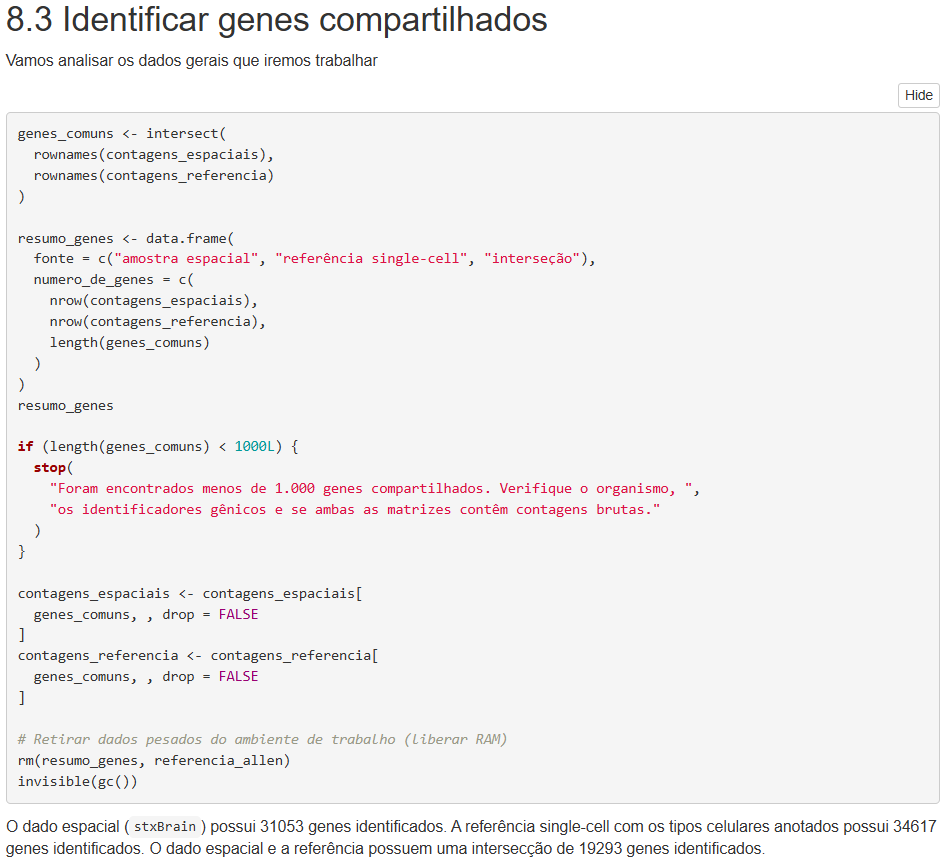 8.3 Identificar genes compartilhados
Vamos analisar os dados gerais que iremos trabalhar
Hide
genes_comuns <- intersect(
  rownames(contagens_espaciais),
  rownames(contagens_referencia)
)

resumo_genes <- data.frame(
  fonte = c("amostra espacial", "referência single-cell", "interseção"),
  numero_de_genes = c(
    nrow(contagens_espaciais),
    nrow(contagens_referencia),
    length(genes_comuns)
  )
)
resumo_genes

if (length(genes_comuns) < 1000L) {
  stop(
    "Foram encontrados menos de 1.000 genes compartilhados. Verifique o organismo, ",
    "os identificadores gênicos e se ambas as matrizes contêm contagens brutas."
  )
}

contagens_espaciais <- contagens_espaciais[
  genes_comuns, , drop = FALSE
]
contagens_referencia <- contagens_referencia[
  genes_comuns, , drop = FALSE
]

# Retirar dados pesados do ambiente de trabalho (liberar RAM)
rm(resumo_genes, referencia_allen)
invisible(gc())
O dado espacial ( stxBrain ) possui 31053 genes identificados. A referência single-cell com os tipos celulares anotados possui 34617
genes identificados. O dado espacial e a referência possuem uma intersecção de 19293 genes identificados.